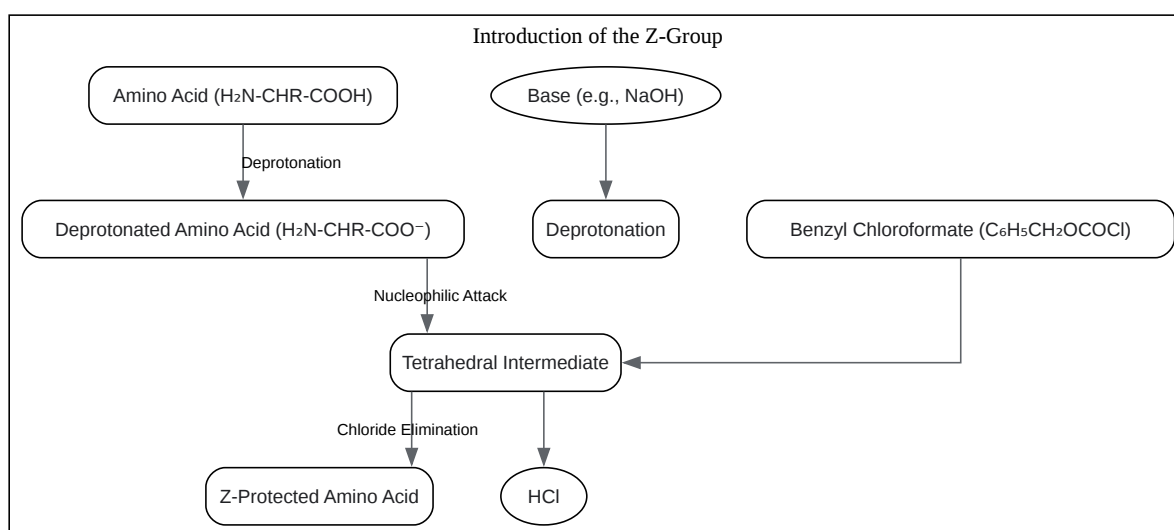 Introduction of the Z-Group
Amino Acid (H₂N-CHR-COOH)
Base (e.g., NaOH)
Deprotonation
Deprotonated Amino Acid (H₂N-CHR-COO⁻)
Deprotonation
Benzyl Chloroformate (C₆H₅CH₂OCOCl)
Nucleophilic Attack
Tetrahedral Intermediate
Chloride Elimination
Z-Protected Amino Acid
HCl